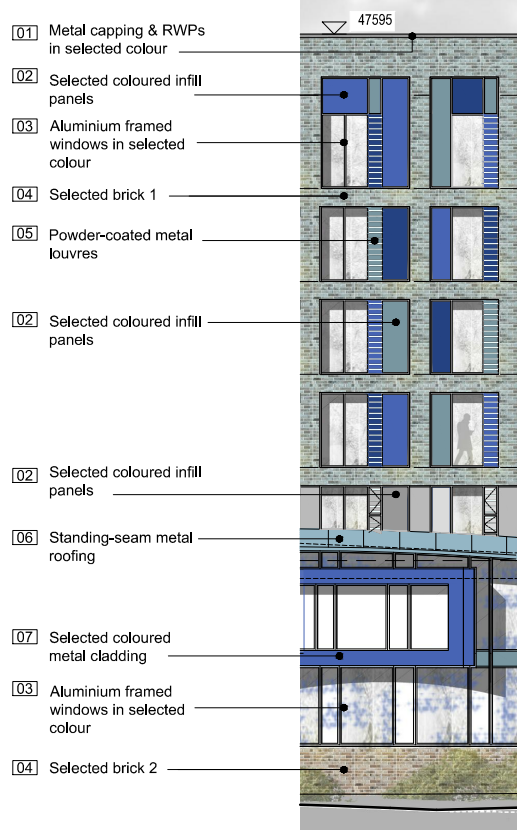 47595
01 Metal capping & RWPs
in selected colour
02 Selected coloured infill
panels
03 Aluminium framed
windows in selected
colour
04 Selected brick 1
05 Powder-coated metal
louvres
02 Selected coloured infill
panels
02 Selected coloured infill
panels
06 Standing-seam metal
roofing
07 Selected coloured
metal cladding
03 Aluminium framed
windows in selected
colour
04 Selected brick 2